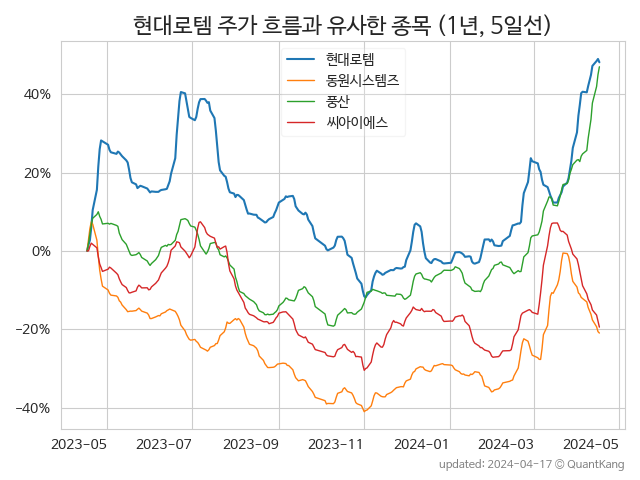 현대로템 주가 흐름과 유사한 종목 (1년, 5일선)
현대로템
동원시스템즈
풍산
씨아이에스
40%
20%
0%
−20%
−40%
2023-05 2023-07 2023-09 2023-11 2024-01 2024-03 2024-05
updated: 2024-04-17 © QuantKang